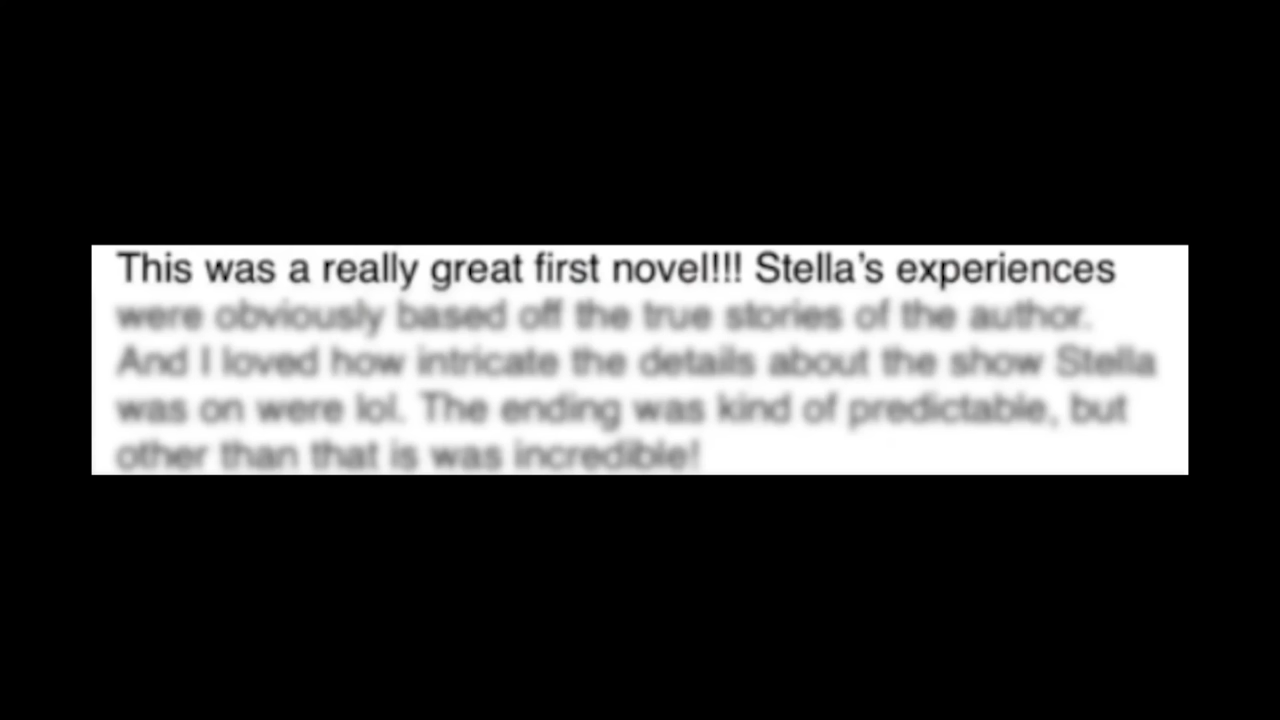 This was a really great first novel!!! Stella’s experiences
were obviously based off the true stories of the author.
And I loved how intricate the details about the show Stella
was on were lol. The ending was kind of predictable, but
other than that is was incredible!